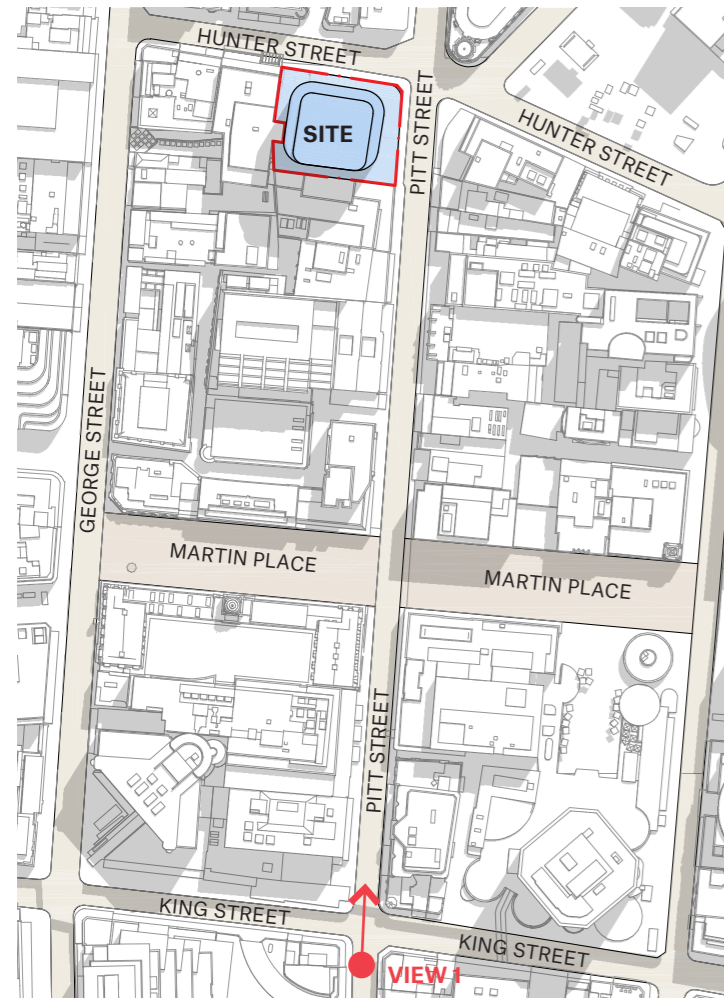 HUNTER STREET
PITT STREET
HUNTER STREET
SITE
GEORGE STREET
MARTIN PLACE
MARTIN PLACE
PITT STREET
KING STREET
KING STREET
VIEW 1